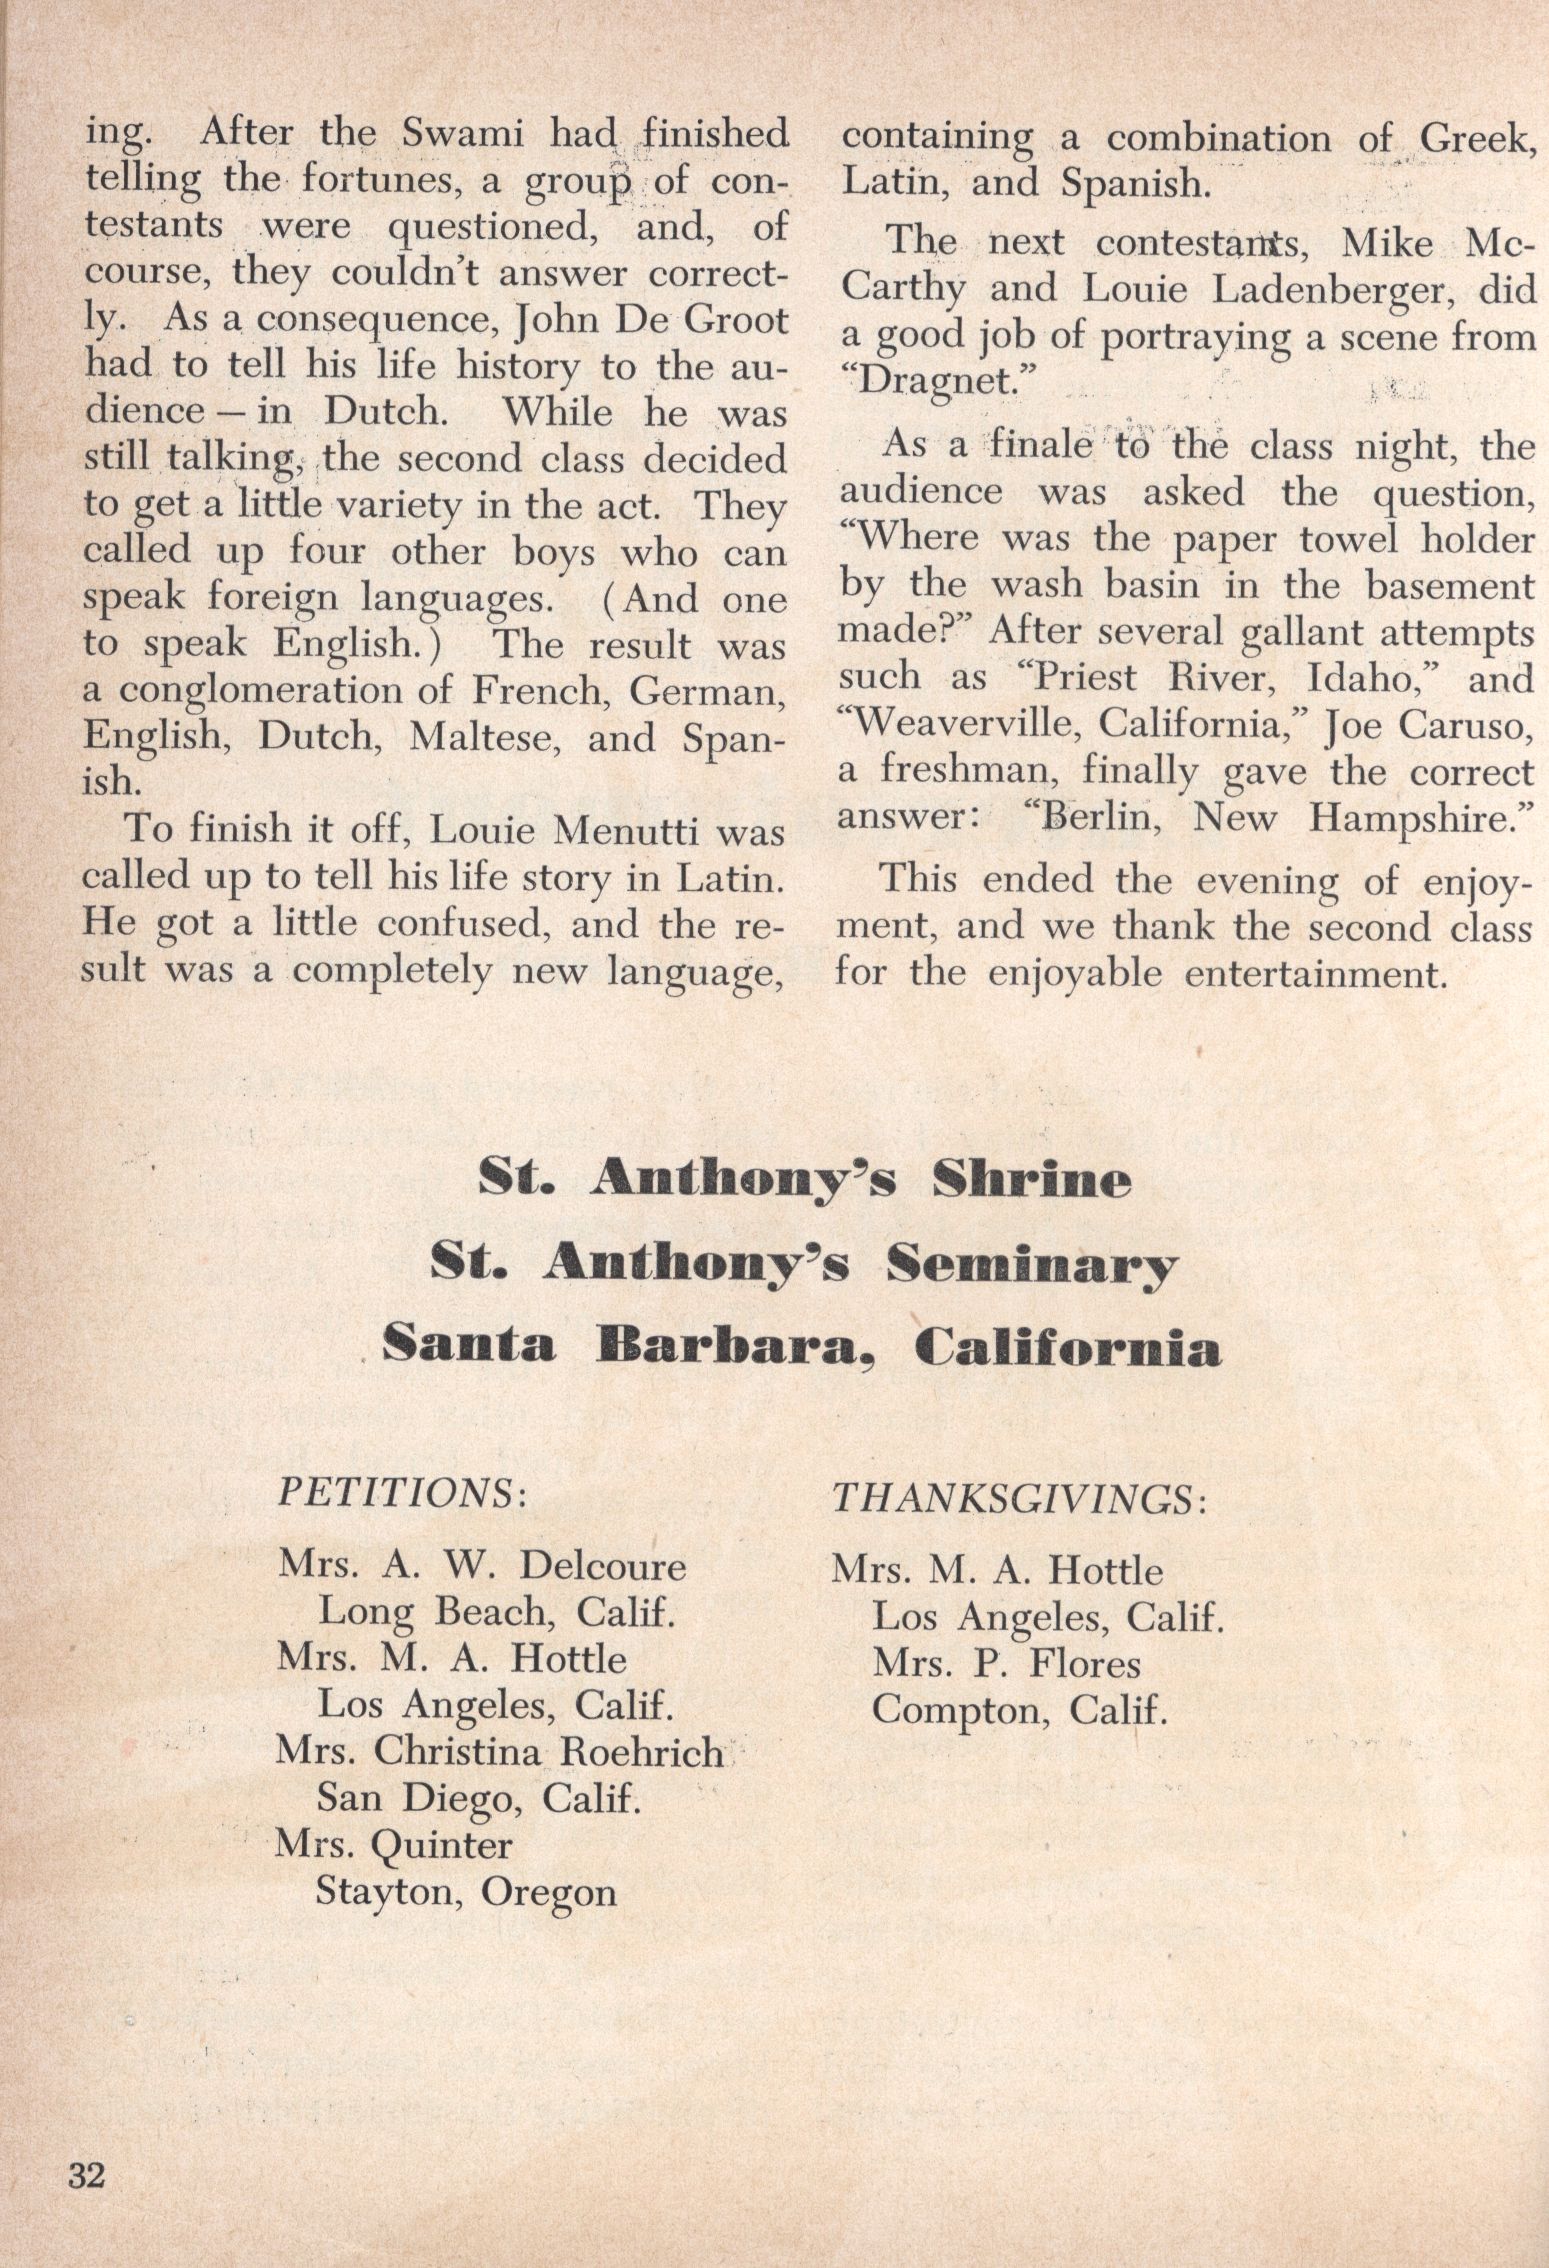 ing. After the Swami had finished
telling the fortunes, a group of con-
testants were questioned, and, of
course, they couldn't answer correct-
ly. As a consequence, John De Groot
had to tell his life history to the au-
dience — in Dutch. While he was
still talking, the second class decided
to get a little variety in the act. They
called up four other boys who can
speak foreign languages. (And one
to speak English.) The result was
a conglomeration of French, German,
English, Dutch, Maltese, and Span-
ish.
To finish it off, Louie Menutti was
called up to tell his life story in Latin.
He got a little confused, and the re-
sult was a completely new language,
containing a combination of Greek,
Latin, and Spanish.
The next contestants, Mike Mc-
Carthy and Louie Ladenberger, did
a good job of portraying a scene from
“Dragnet.”
As a finale to the class night, the
audience was asked the question,
“Where was the paper towel holder
by the wash basin in the basement
made?” After several gallant attempts
such as “Priest River, Idaho,” and
“Weaverville, California,” Joe Caruso,
a freshman, finally gave the correct
answer: “Berlin, New Hampshire.”
This ended the evening of enjoy-
ment, and we thank the second class
for the enjoyable entertainment.
St. Anthony's Shrine
St. Anthony's Seminary
Santa Barbara, California
PETITIONS:
Mrs. A. W. Delcoure
Long Beach, Calif.
Mrs. M. A. Hottle
Los Angeles, Calif.
Mrs. Christina Roehrich
San Diego, Calif.
Mrs. Quinter
Stayton, Oregon
THANKSGIVINGS:
Mrs. M. A. Hottle
Los Angeles, Calif.
Mrs. P. Flores
Compton, Calif.
32